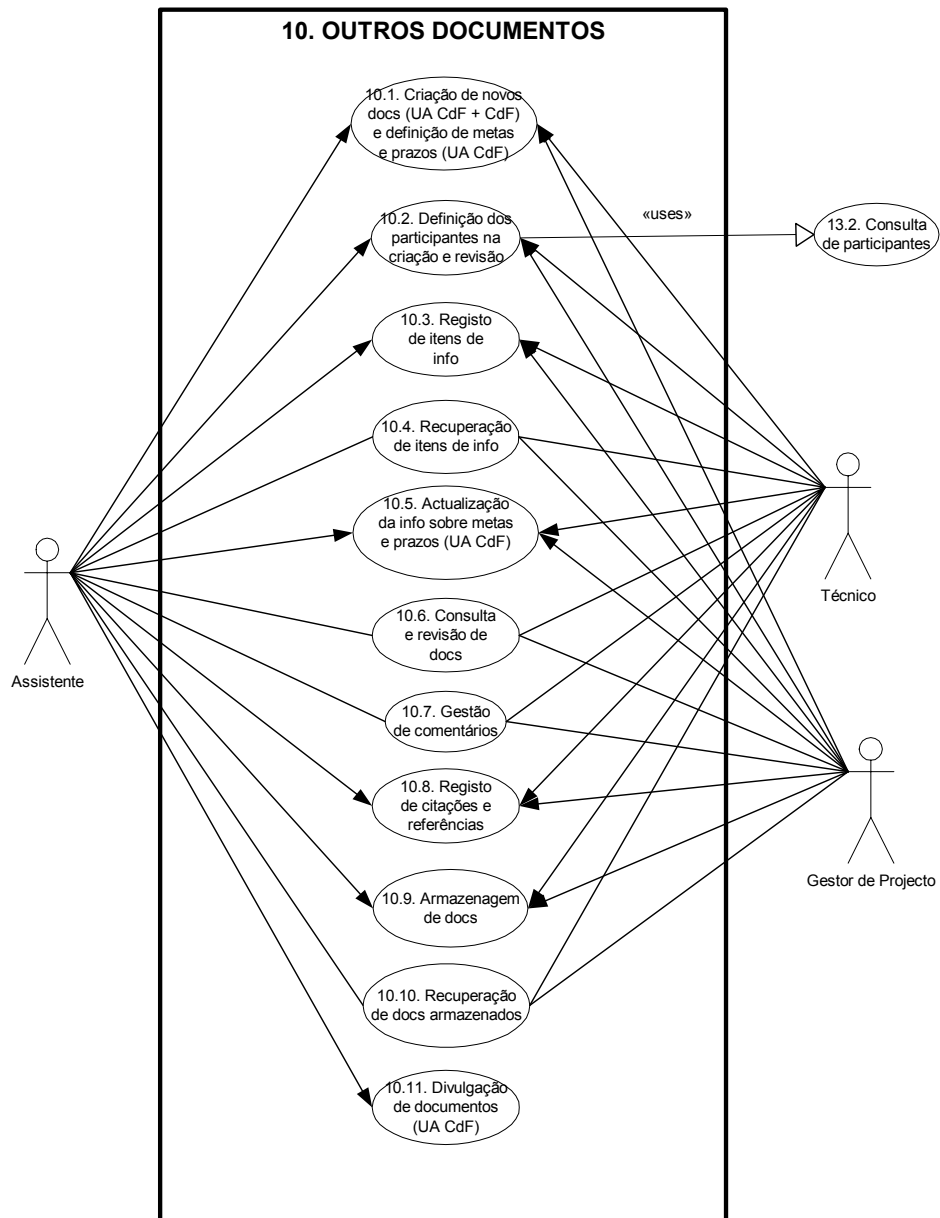 10. OUTROS DOCUMENTOS
10.1. Criação de novos
docs (UA CdF + CdF)
e definição de metas
e prazos (UA CdF)
10.2. Definição dos
participantes na
criação e revisão
«uses»
13.2. Consulta
de participantes
10.3. Registo
de itens de
info
10.4. Recuperação
de itens de info
10.5. Actualização
da info sobre metas
e prazos (UA CdF)
Técnico
10.6. Consulta
e revisão de
docs
Assistente
10.7. Gestão
de comentários
10.8. Registo
de citações e
referências
Gestor de Projecto
10.9. Armazenagem
de docs
10.10. Recuperação
de docs armazenados
10.11. Divulgação
de documentos
(UA CdF)